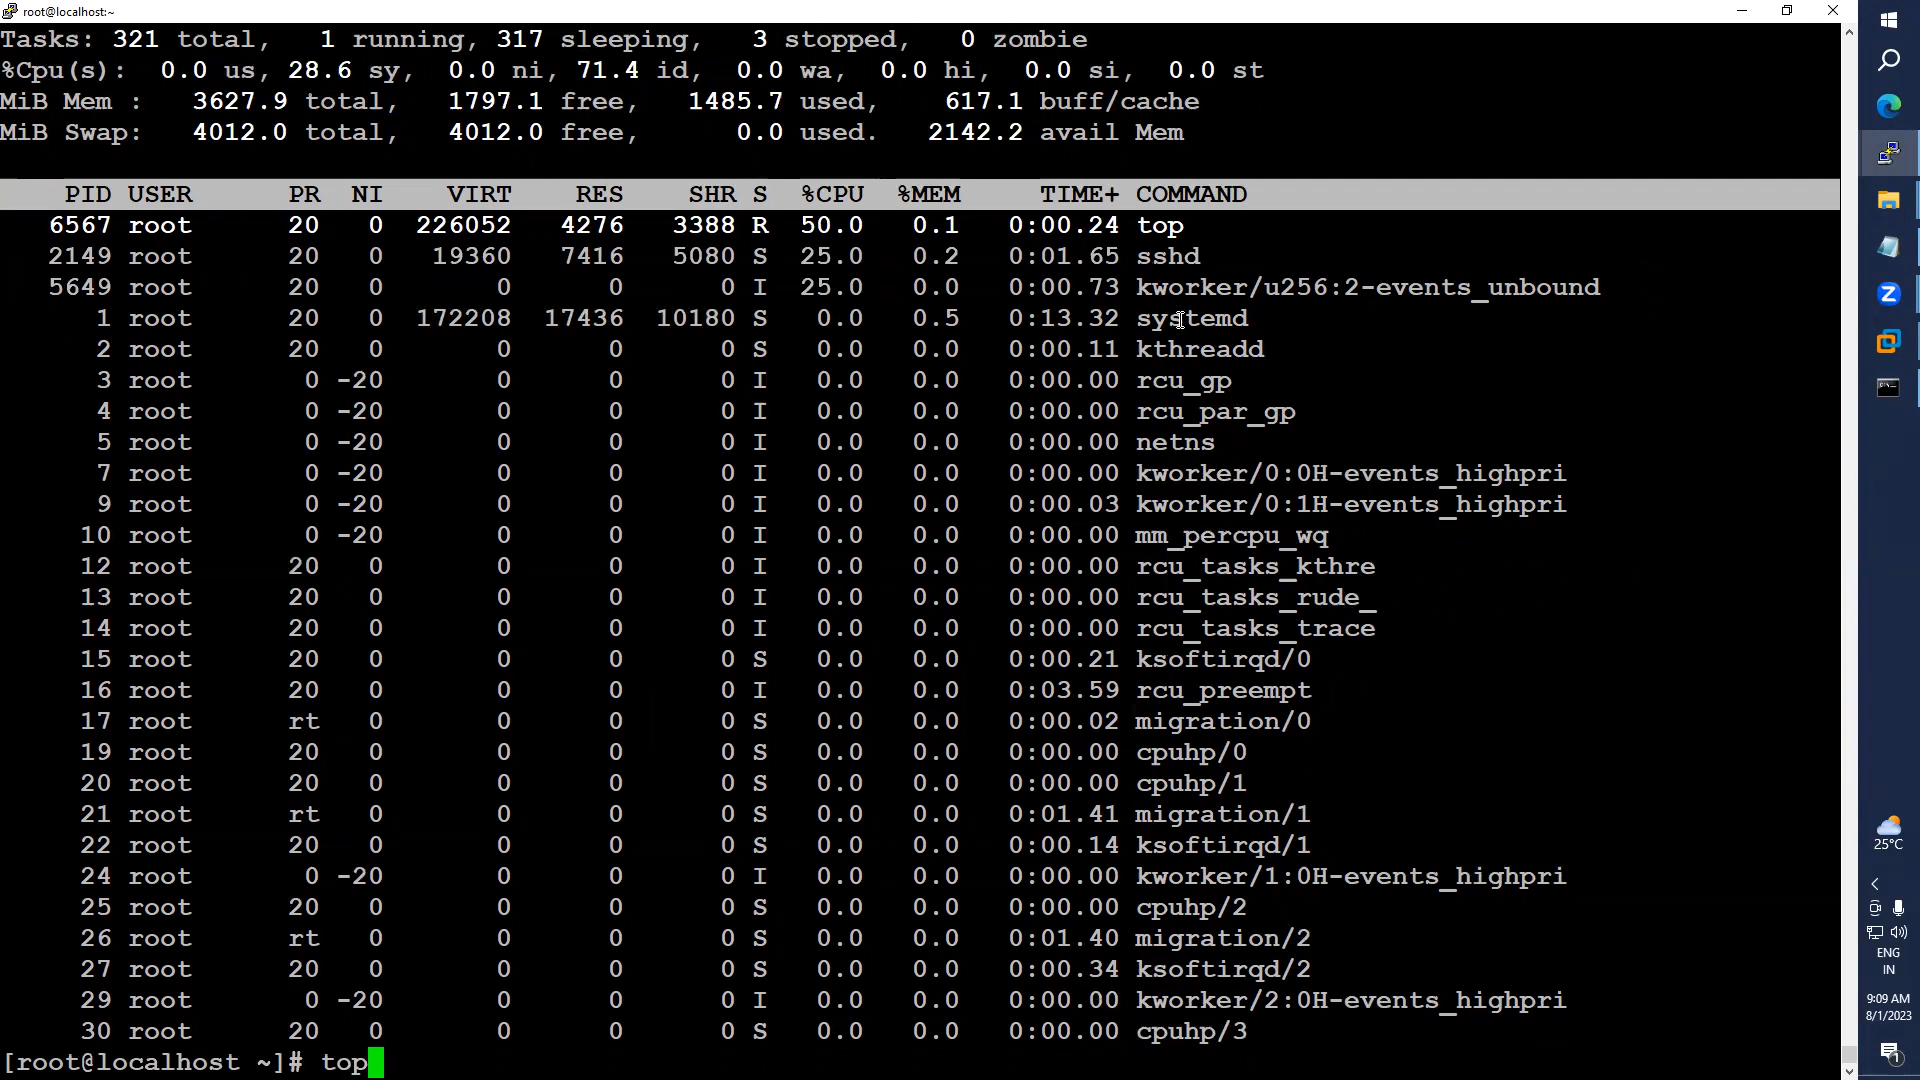 root@localhost:~
Tasks: 321 total,   1 running, 317 sleeping,   3 stopped,   0 zombie
%Cpu(s):  0.0 us, 28.6 sy,  0.0 ni, 71.4 id,  0.0 wa,  0.0 hi,  0.0 si,  0.0 st
MiB Mem :   3627.9 total,   1797.1 free,   1485.7 used,    617.1 buff/cache
MiB Swap:   4012.0 total,   4012.0 free,      0.0 used.   2142.2 avail Mem
PID USER PR NI VIRT RES SHR S %CPU %MEM TIME+ COMMAND
6567 root 20 0 226052 4276 3388 R 50.0 0.1 0:00.24 top
2149 root 20 0 19360 7416 5080 S 25.0 0.2 0:01.65 sshd
5649 root 20 0 0 0 0 I 25.0 0.0 0:00.73 kworker/u256:2-events_unbound
1 root 20 0 172208 17436 10180 S 0.0 0.5 0:13.32 systemd
2 root 20 0 0 0 0 S 0.0 0.0 0:00.11 kthreadd
3 root 0 -20 0 0 0 I 0.0 0.0 0:00.00 rcu_gp
4 root 0 -20 0 0 0 I 0.0 0.0 0:00.00 rcu_par_gp
5 root 0 -20 0 0 0 I 0.0 0.0 0:00.00 netns
7 root 0 -20 0 0 0 I 0.0 0.0 0:00.00 kworker/0:0H-events_highpri
9 root 0 -20 0 0 0 I 0.0 0.0 0:00.03 kworker/0:1H-events_highpri
10 root 0 -20 0 0 0 I 0.0 0.0 0:00.00 mm_percpu_wq
12 root 20 0 0 0 0 I 0.0 0.0 0:00.00 rcu_tasks_kthre
13 root 20 0 0 0 0 I 0.0 0.0 0:00.00 rcu_tasks_rude_
14 root 20 0 0 0 0 I 0.0 0.0 0:00.00 rcu_tasks_trace
15 root 20 0 0 0 0 S 0.0 0.0 0:00.21 ksoftirqd/0
16 root 20 0 0 0 0 I 0.0 0.0 0:03.59 rcu_preempt
17 root rt 0 0 0 0 S 0.0 0.0 0:00.02 migration/0
19 root 20 0 0 0 0 S 0.0 0.0 0:00.00 cpuhp/0
20 root 20 0 0 0 0 S 0.0 0.0 0:00.00 cpuhp/1
21 root rt 0 0 0 0 S 0.0 0.0 0:01.41 migration/1
22 root 20 0 0 0 0 S 0.0 0.0 0:00.14 ksoftirqd/1
24 root 0 -20 0 0 0 I 0.0 0.0 0:00.00 kworker/1:0H-events_highpri
25 root 20 0 0 0 0 S 0.0 0.0 0:00.00 cpuhp/2
26 root rt 0 0 0 0 S 0.0 0.0 0:01.40 migration/2
27 root 20 0 0 0 0 S 0.0 0.0 0:00.34 ksoftirqd/2
29 root 0 -20 0 0 0 I 0.0 0.0 0:00.00 kworker/2:0H-events_highpri
30 root 20 0 0 0 0 S 0.0 0.0 0:00.00 cpuhp/3
[root@localhost ~]# top
25°C
ENG
IN
9:09 AM
8/1/2023
1